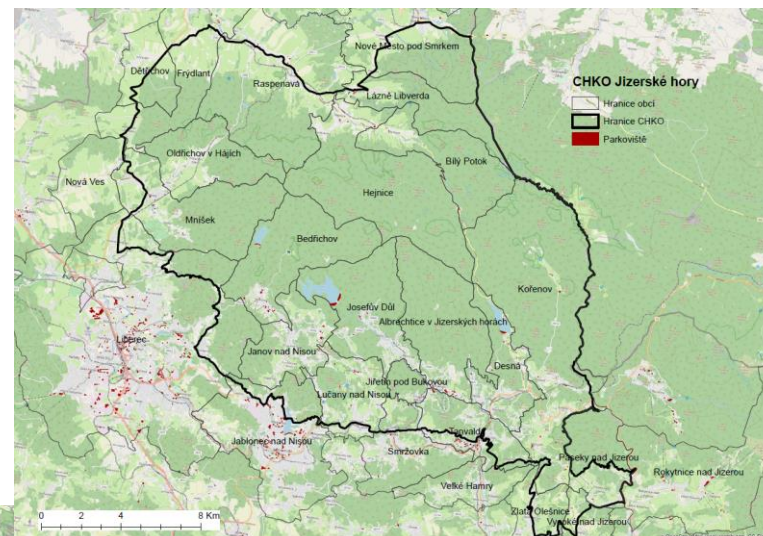 Nové Město pod Smrkem
CHKO Jizerské hory
Hranice obcí
Hranice CHKO
Parkoviště
Dětřichov
Frýdlant
Raspenava
Lázně Libverda
Oldřichov v Hájích
Bílý Potok
Nová Ves
Hejnice
Mníšek
Bedřichov
Kořenov
Josefův Důl
Albrechtice v Jizerských horách
Liberec
Janov nad Nisou
Desná
Jiřetín pod Bukovou
Lučany nad Nisou
Tanvald
Jablonec nad Nisou
Smržovka
Paseky nad Jizerou
Rokytnice nad Jizerou
Velké Hamry
Zlatá Olešnice
Vysoké nad Jizerou
0 2 4 8 Km